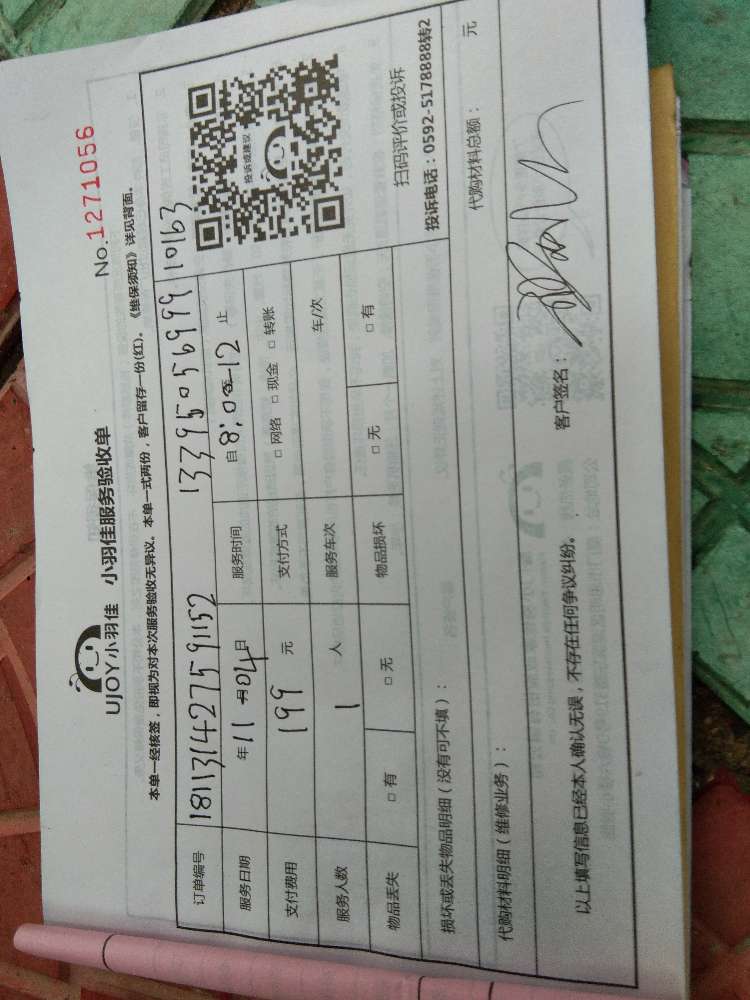 UJOY小羽佳 小羽佳服务验收单
No.1271056
本单一经核签，即视为对本次服务验收无异议。本单一式两份，客户留存一份(红)。《维保须知》详见背面。
订单编号 181131427591152 13395056999 10163
服务日期 年11月04日 服务时间 自8:00-12止
支付费用 199元 支付方式 □ 网络 □ 现金 □ 转账
服务人数 1人 服务车次 车/次
物品丢失 □ 有 □ 无 物品损坏 □ 无 □ 有
投诉或建议
扫码评价或投诉
投诉电话：0592-5178888转2
损坏或丢失物品明细（没有可不填）：
代购材料明细（维修业务）： 代购材料总额： 元
以上填写信息已经本人确认无误，不存在任何争议纠纷。 客户签名：